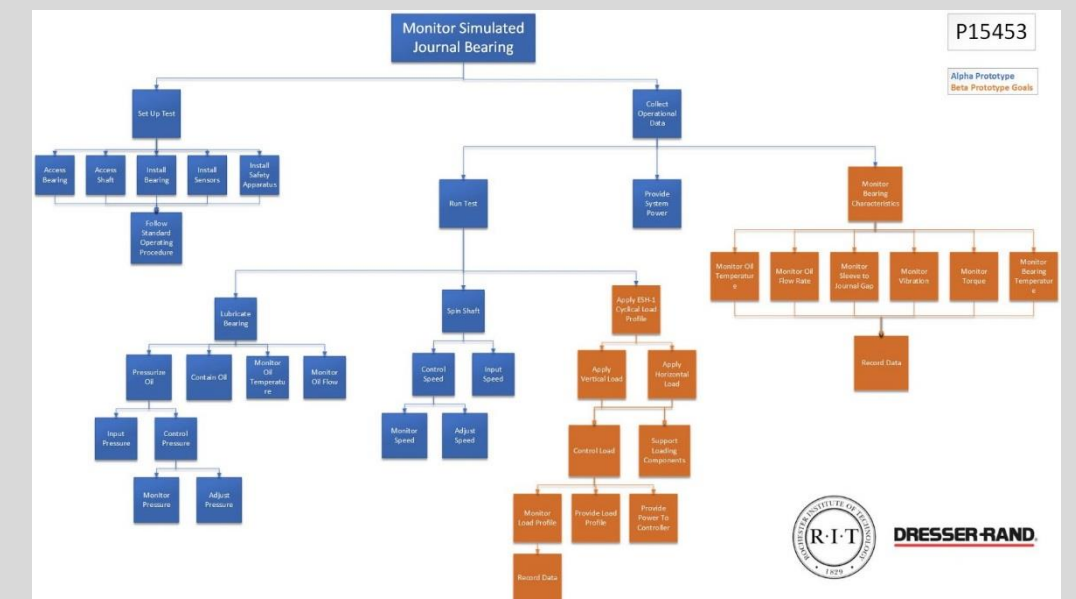 Monitor Simulated
Journal Bearing
P15453
Alpha Prototype
Beta Prototype Goals
Set Up Test
Collect
Operational
Data
Access
Bearing
Access
Shaft
Install
Bearing
Install
Sensors
Install
Safety
Apparatus
Follow
Standard
Operating
Procedure
Run Test
Provide
System
Power
Monitor
Bearing
Characteristics
Monitor Oil
Temperatur
e
Monitor Oil
Flow Rate
Monitor
Sleeve to
Journal Gap
Monitor
Vibration
Monitor
Torque
Monitor
Bearing
Temperatur
e
Record Data
Lubricate
Bearing
Spin Shaft
Apply ESH-1
Cyclical Load
Profile
Pressurize
Oil
Contain Oil
Monitor
Oil
Temperatu
re
Monitor
Oil Flow
Control
Speed
Input
Speed
Apply
Vertical Load
Apply
Horizontal
Load
Input
Pressure
Control
Pressure
Monitor
Speed
Adjust
Speed
Control Load
Support
Loading
Components
Monitor
Pressure
Adjust
Pressure
Monitor
Load Profile
Provide Load
Profile
Provide
Power To
Controller
Record Data
ROCHESTER INSTITUTE OF TECHNOLOGY
R·I·T
1829
DRESSER-RAND.